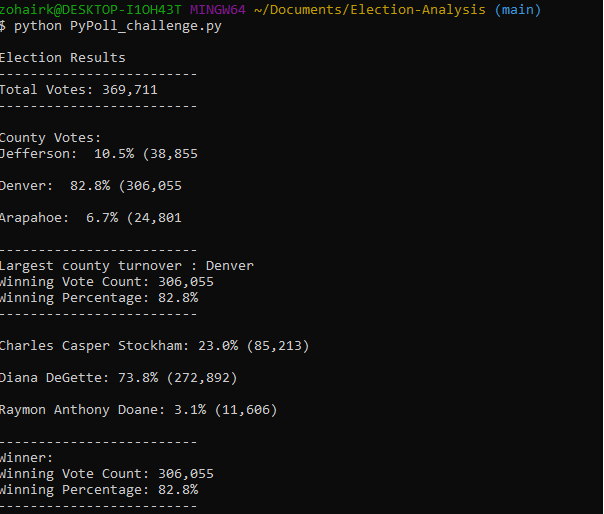 zohairk@DESKTOP-I1OH43T MINGW64 ~/Documents/Election-Analysis (main)
$ python PyPoll_challenge.py
Election Results
-------------------------
Total Votes: 369,711
-------------------------
County Votes:
Jefferson:  10.5% (38,855
Denver:  82.8% (306,055
Arapahoe:  6.7% (24,801
-------------------------
Largest county turnover : Denver
Winning Vote Count: 306,055
Winning Percentage: 82.8%
-------------------------
Charles Casper Stockham: 23.0% (85,213)
Diana DeGette: 73.8% (272,892)
Raymon Anthony Doane: 3.1% (11,606)
-------------------------
Winner:
Winning Vote Count: 306,055
Winning Percentage: 82.8%
-------------------------